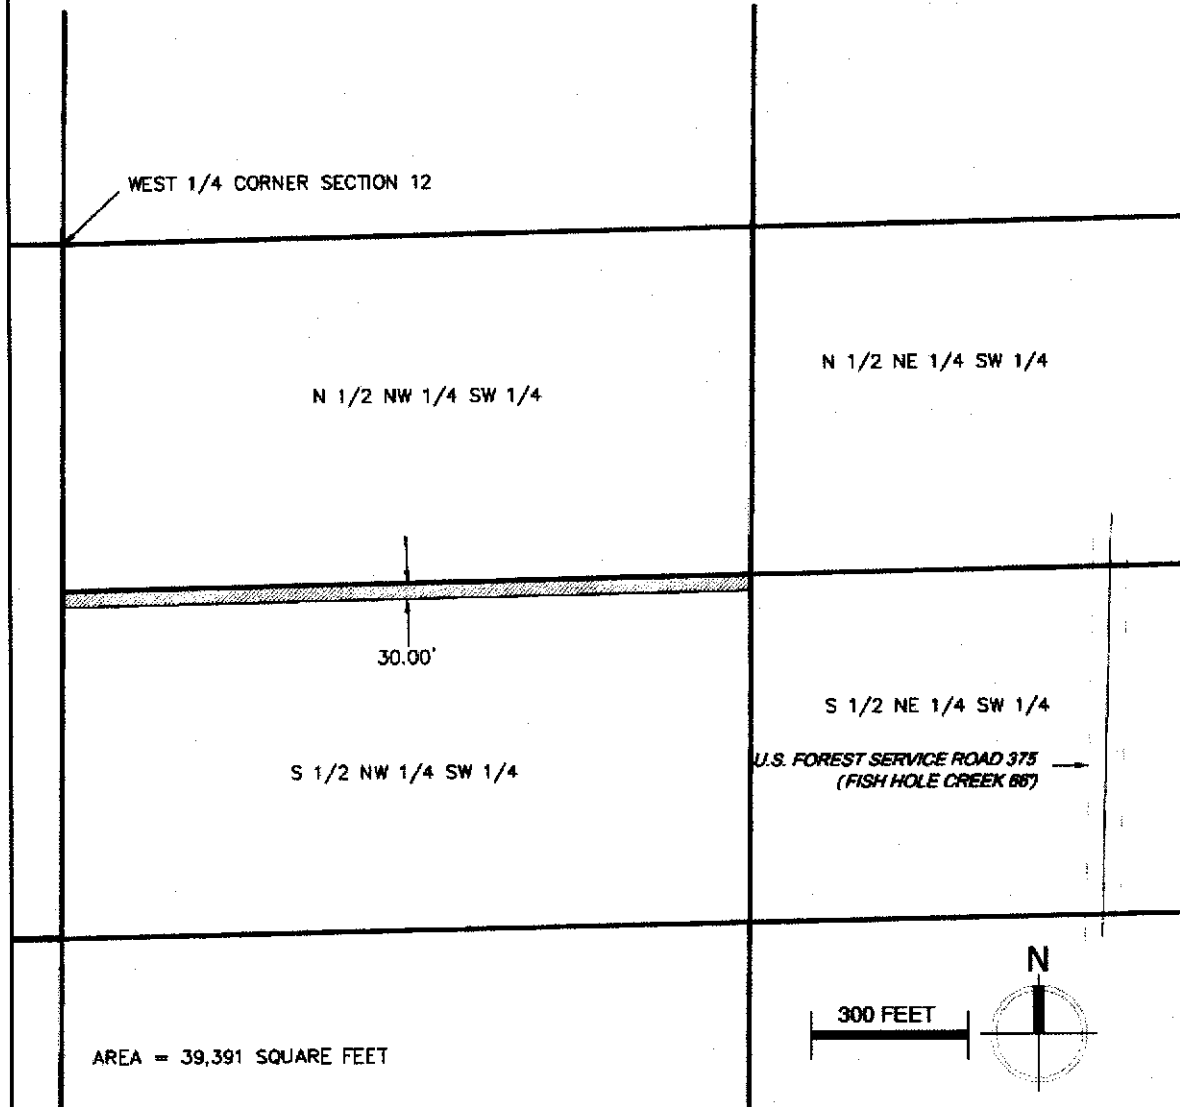 WEST 1/4 CORNER SECTION 12
N 1/2 NE 1/4 SW 1/4
N 1/2 NW 1/4 SW 1/4
30.00'
S 1/2 NE 1/4 SW 1/4
U.S. FOREST SERVICE ROAD 375
(FISH HOLE CREEK 66')
S 1/2 NW 1/4 SW 1/4
N
300 FEET
AREA = 39,391 SQUARE FEET